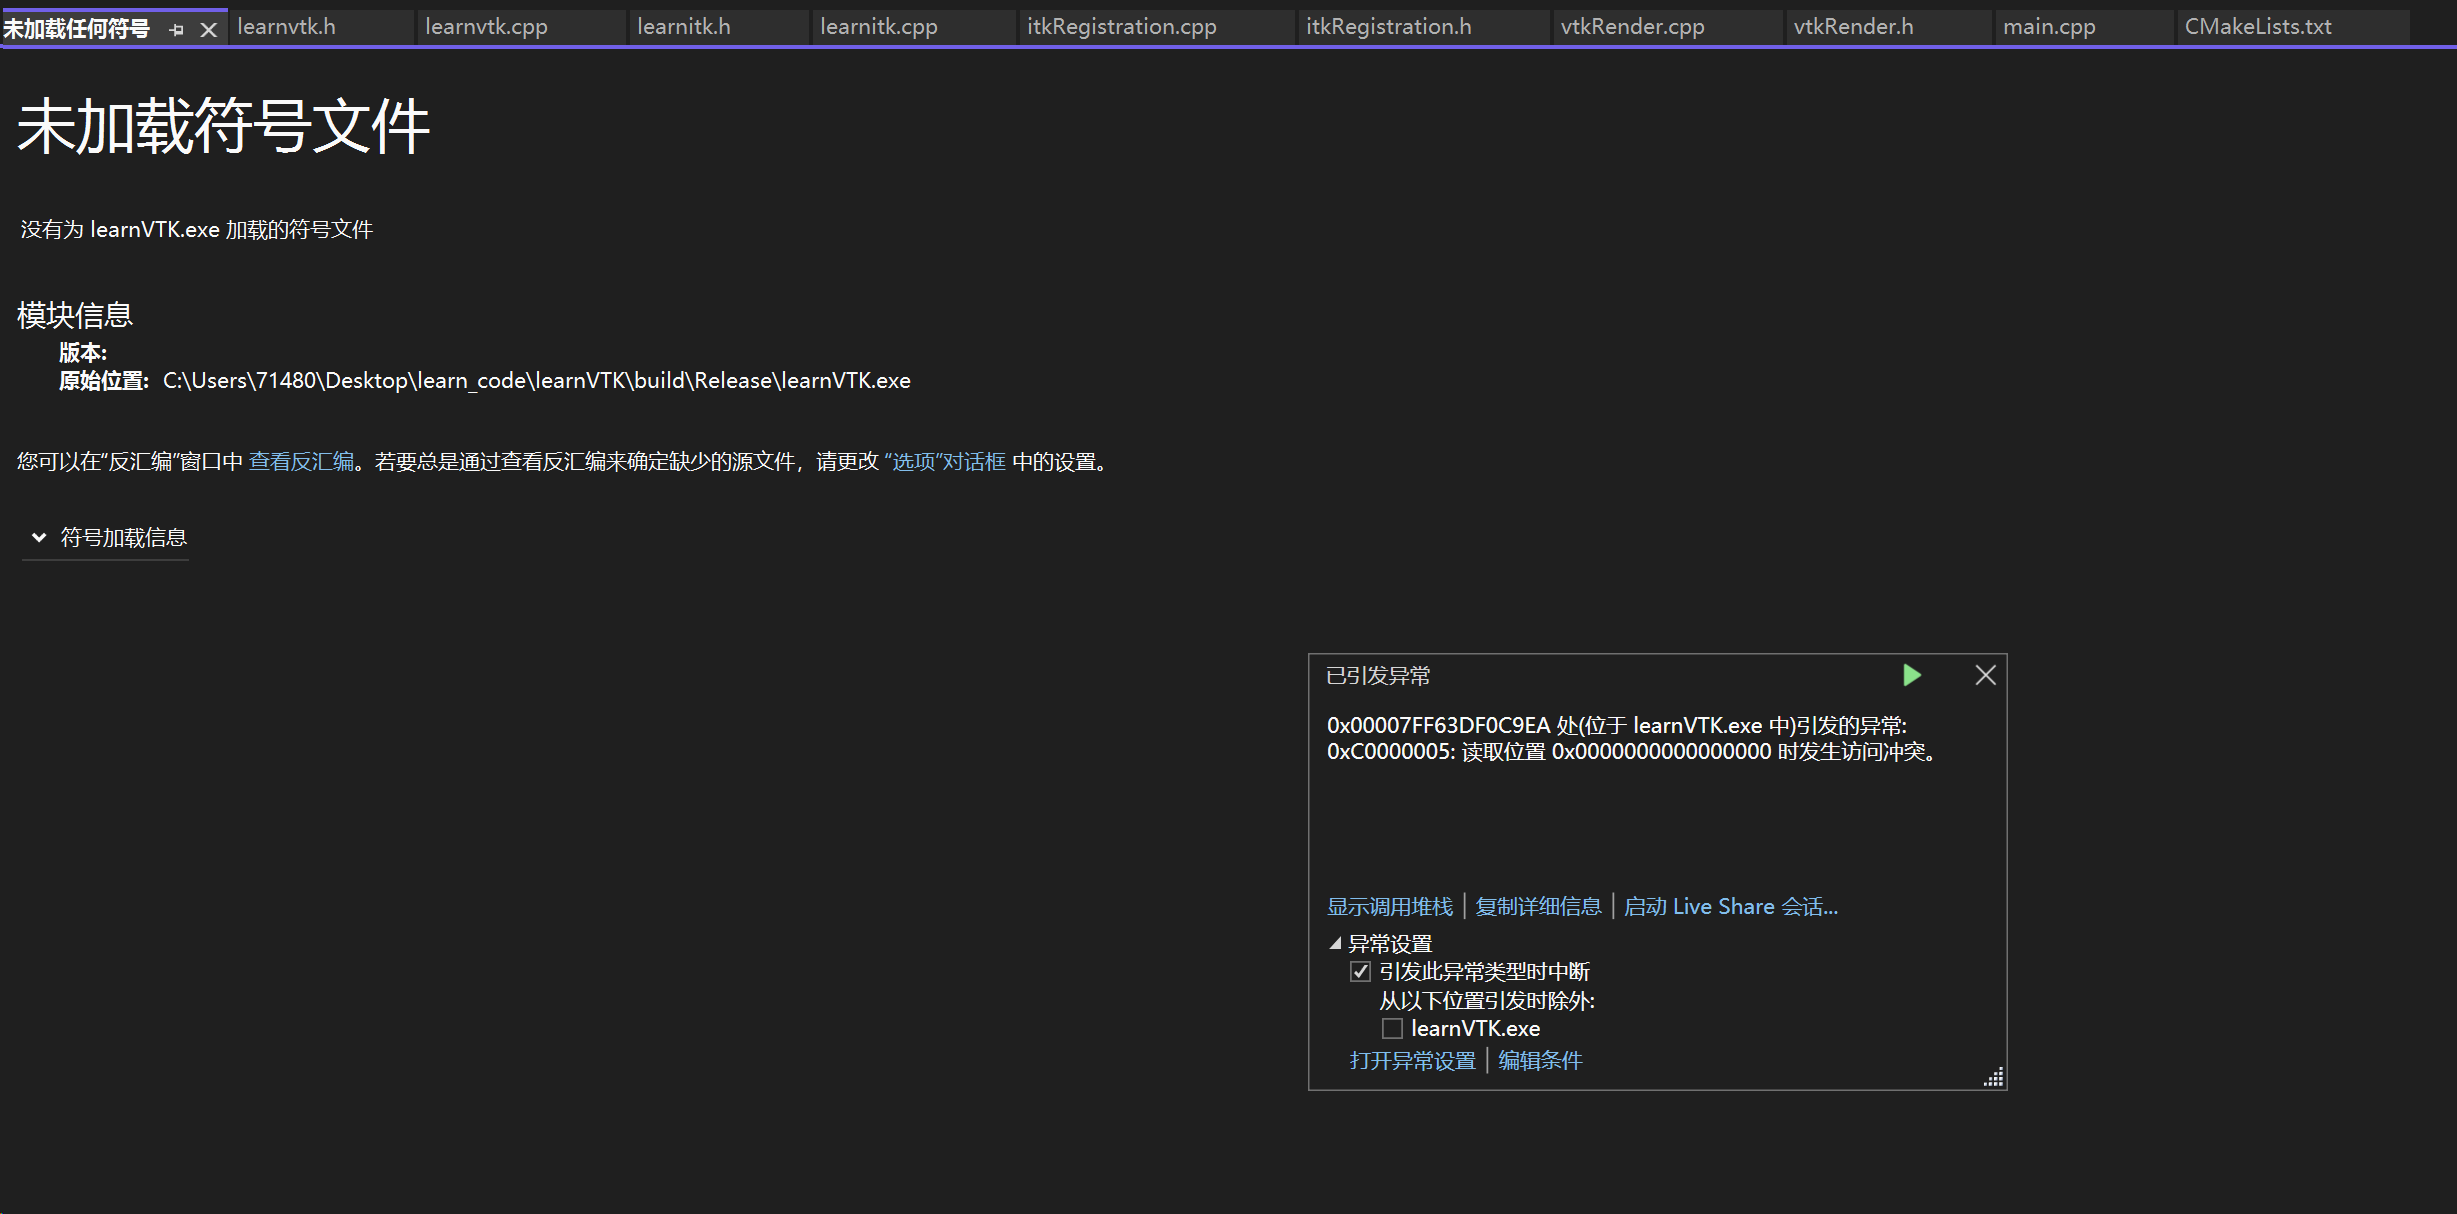 未加载任何符号 learnvtk.h learnvtk.cpp learnitk.h learnitk.cpp itkRegistration.cpp itkRegistration.h vtkRender.cpp vtkRender.h main.cpp CMakeLists.txt
未加载符号文件
没有为 learnVTK.exe 加载的符号文件
模块信息
版本:
原始位置: C:\Users\71480\Desktop\learn_code\learnVTK\build\Release\learnVTK.exe
您可以在“反汇编”窗口中 查看反汇编。若要总是通过查看反汇编来确定缺少的源文件，请更改 “选项”对话框 中的设置。
符号加载信息
已引发异常
0x00007FF63DF0C9EA 处(位于 learnVTK.exe 中)引发的异常:
0xC0000005: 读取位置 0x0000000000000000 时发生访问冲突。
显示调用堆栈 | 复制详细信息 | 启动 Live Share 会话...
异常设置
引发此异常类型时中断
从以下位置引发时除外:
learnVTK.exe
打开异常设置 | 编辑条件